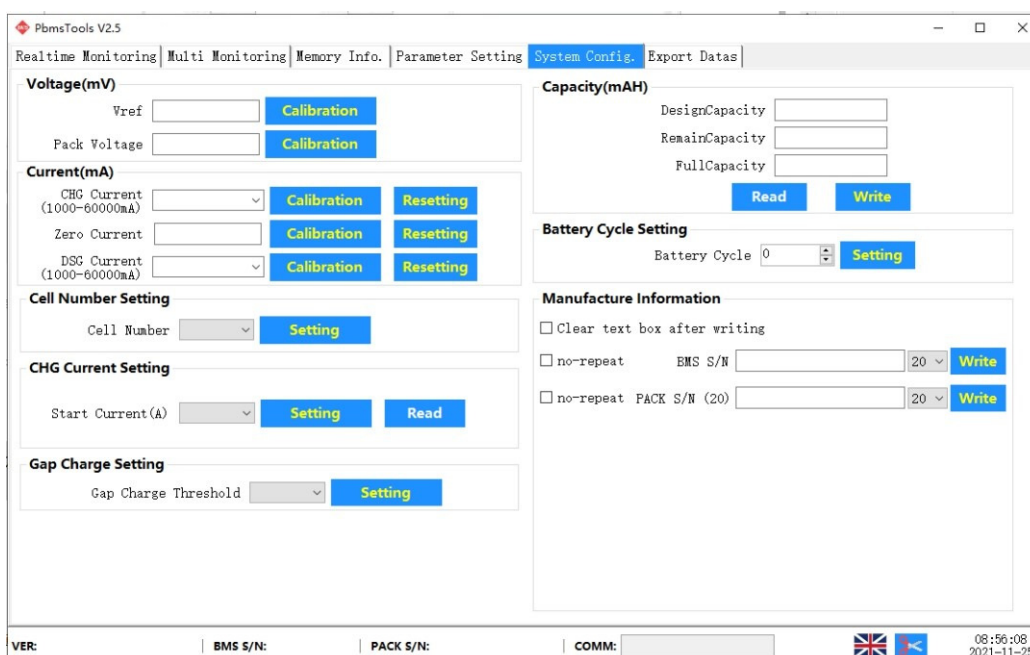 PbmsTools V2.5
Realtime Monitoring Multi Monitoring Memory Info. Parameter Setting System Config. Export Datas
Voltage(mV)
Vref Calibration
Pack Voltage Calibration
Current(mA)
CHG Current
(1000-60000mA) Calibration Resetting
Zero Current Calibration Resetting
DSG Current
(1000-60000mA) Calibration Resetting
Cell Number Setting
Cell Number Setting
CHG Current Setting
Start Current(A) Setting Read
Gap Charge Setting
Gap Charge Threshold Setting
Capacity(mAH)
DesignCapacity
RemainCapacity
FullCapacity
Read Write
Battery Cycle Setting
Battery Cycle 0 Setting
Manufacture Information
Clear text box after writing
no-repeat BMS S/N 20 Write
no-repeat PACK S/N (20) 20 Write
VER: BMS S/N: PACK S/N: COMM: 08:56:08
2021-11-25